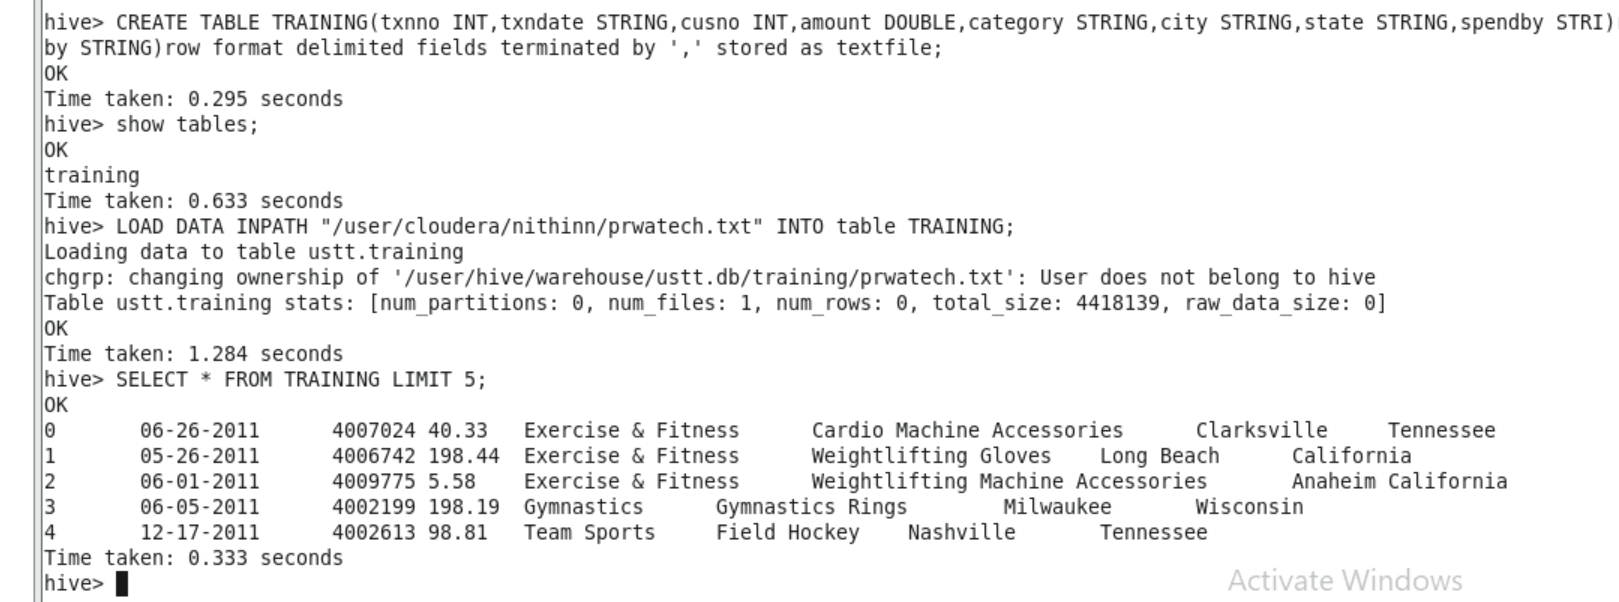 hive> CREATE TABLE TRAINING(txnno INT,txndate STRING,cusno INT,amount DOUBLE,category STRING,city STRING,state STRING,spendby STRI)
by STRING)row format delimited fields terminated by ',' stored as textfile;
OK
Time taken: 0.295 seconds
hive> show tables;
OK
training
Time taken: 0.633 seconds
hive> LOAD DATA INPATH "/user/cloudera/nithinn/prwatech.txt" INTO table TRAINING;
Loading data to table ustt.training
chgrp: changing ownership of '/user/hive/warehouse/ustt.db/training/prwatech.txt': User does not belong to hive
Table ustt.training stats: [num_partitions: 0, num_files: 1, num_rows: 0, total_size: 4418139, raw_data_size: 0]
OK
Time taken: 1.284 seconds
hive> SELECT * FROM TRAINING LIMIT 5;
OK
0 06-26-2011 4007024 40.33 Exercise & Fitness Cardio Machine Accessories Clarksville Tennessee
1 05-26-2011 4006742 198.44 Exercise & Fitness Weightlifting Gloves Long Beach California
2 06-01-2011 4009775 5.58 Exercise & Fitness Weightlifting Machine Accessories Anaheim California
3 06-05-2011 4002199 198.19 Gymnastics Gymnastics Rings Milwaukee Wisconsin
4 12-17-2011 4002613 98.81 Team Sports Field Hockey Nashville Tennessee
Time taken: 0.333 seconds
hive>
Activate Windows